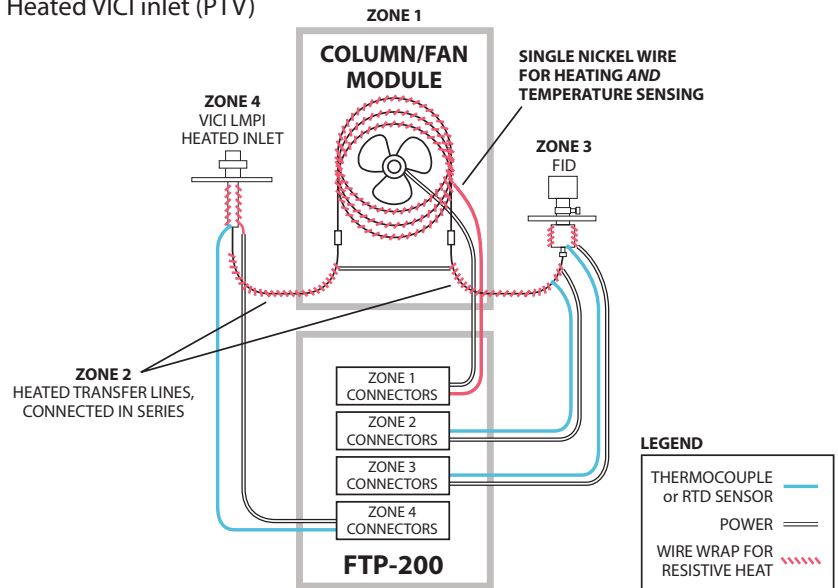 Heated VICI inlet (PTV)
ZONE 1
COLUMN/FAN
MODULE
SINGLE NICKEL WIRE
FOR HEATING AND
TEMPERATURE SENSING
ZONE 4
VICI LMPI
HEATED INLET
ZONE 3
FID
ZONE 2
HEATED TRANSFER LINES,
CONNECTED IN SERIES
ZONE 1
CONNECTORS
ZONE 2
CONNECTORS
ZONE 3
CONNECTORS
ZONE 4
CONNECTORS
FTP-200
LEGEND
THERMOCOUPLE
or RTD SENSOR
POWER
WIRE WRAP FOR
RESISTIVE HEAT